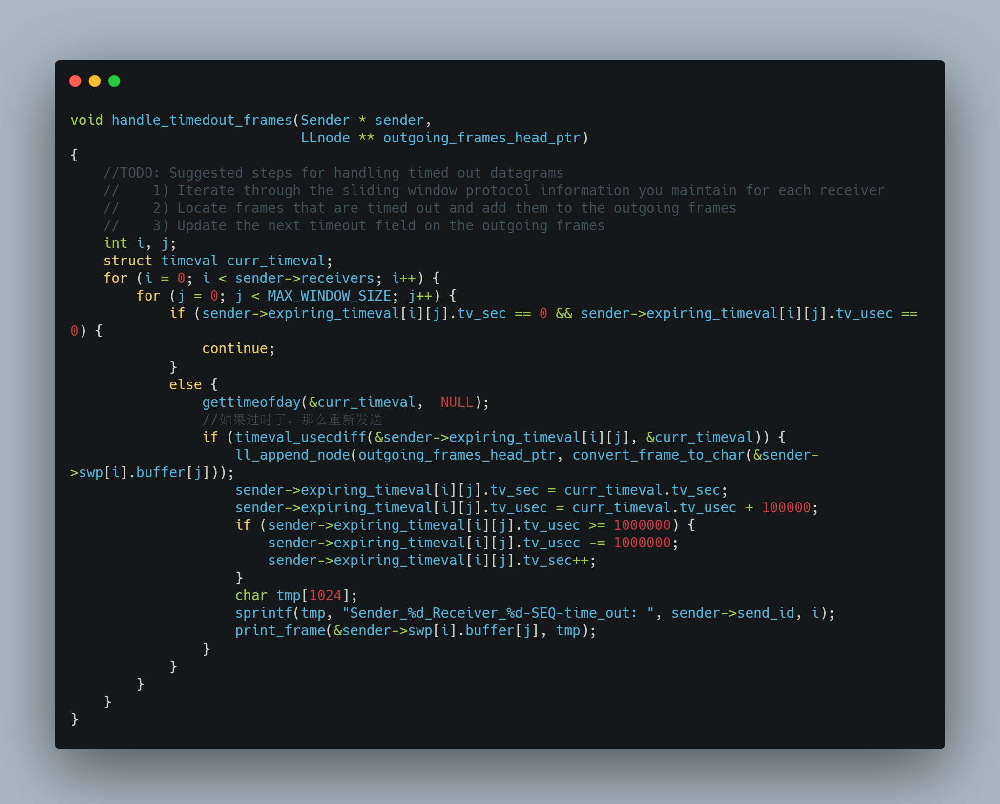 void handle_timedout_frames(Sender * sender,
                            LLnode ** outgoing_frames_head_ptr)
{
    //TODO: Suggested steps for handling timed out datagrams
    //    1) Iterate through the sliding window protocol information you maintain for each receiver
    //    2) Locate frames that are timed out and add them to the outgoing frames
    //    3) Update the next timeout field on the outgoing frames
    int i, j;
    struct timeval curr_timeval;
    for (i = 0; i < sender->receivers; i++) {
        for (j = 0; j < MAX_WINDOW_SIZE; j++) {
            if (sender->expiring_timeval[i][j].tv_sec == 0 && sender->expiring_timeval[i][j].tv_usec ==
0) {
                continue;
            }
            else {
                gettimeofday(&curr_timeval,  NULL);
                //如果过时了，那么重新发送
                if (timeval_usecdiff(&sender->expiring_timeval[i][j], &curr_timeval)) {
                    ll_append_node(outgoing_frames_head_ptr, convert_frame_to_char(&sender-
>swp[i].buffer[j]));
                    sender->expiring_timeval[i][j].tv_sec = curr_timeval.tv_sec;
                    sender->expiring_timeval[i][j].tv_usec = curr_timeval.tv_usec + 100000;
                    if (sender->expiring_timeval[i][j].tv_usec >= 1000000) {
                        sender->expiring_timeval[i][j].tv_usec -= 1000000;
                        sender->expiring_timeval[i][j].tv_sec++;
                    }
                    char tmp[1024];
                    sprintf(tmp, "Sender_%d_Receiver_%d-SEQ-time_out: ", sender->send_id, i);
                    print_frame(&sender->swp[i].buffer[j], tmp);
                }
            }
        }
    }
}